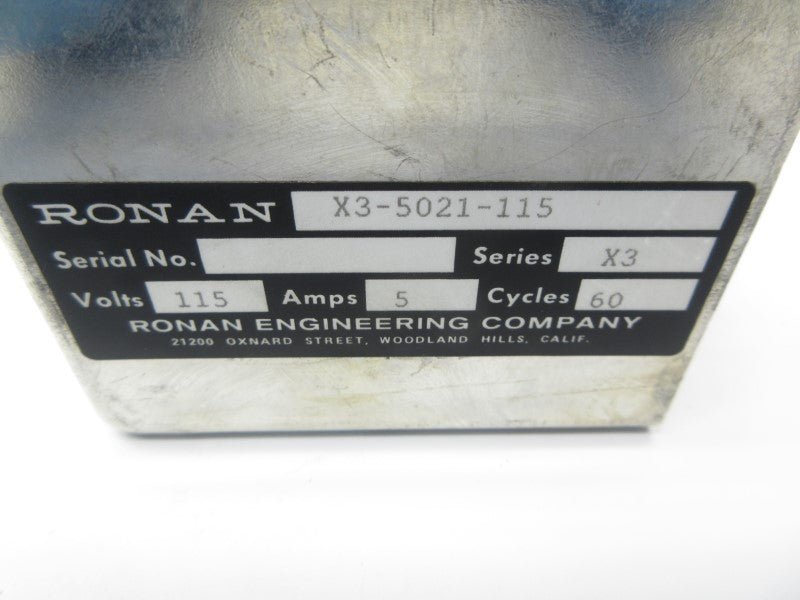 RONAN X3-5021-115
Serial No. Series X3
Volts 115 Amps 5 Cycles 60
RONAN ENGINEERING COMPANY
21200 OXNARD STREET, WOODLAND HILLS, CALIF.